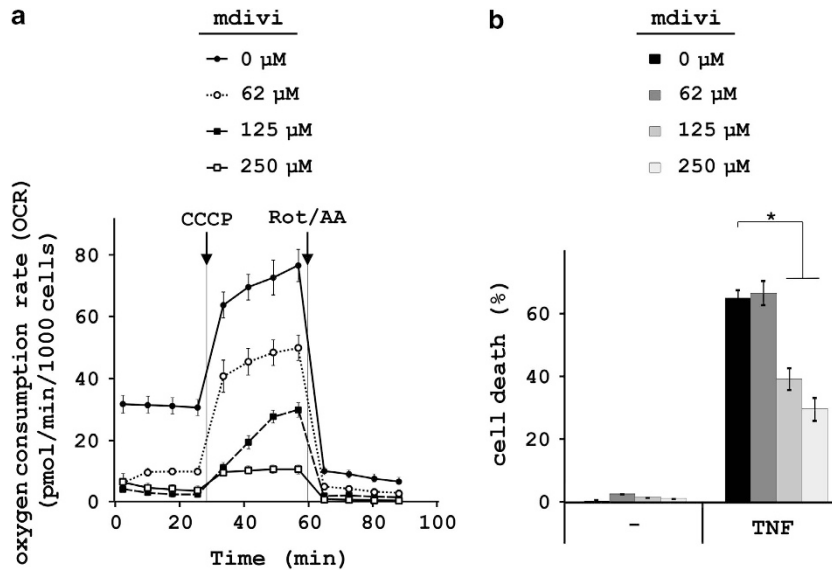 a
mdivi
0 µM
62 µM
125 µM
250 µM
CCCP
Rot/AA
oxygen consumption rate (OCR)
(pmol/min/1000 cells)
80
60
40
20
0
0 20 40 60 80 100
Time (min)
b
mdivi
0 µM
62 µM
125 µM
250 µM
*
cell death (%)
60
40
20
0
- TNF